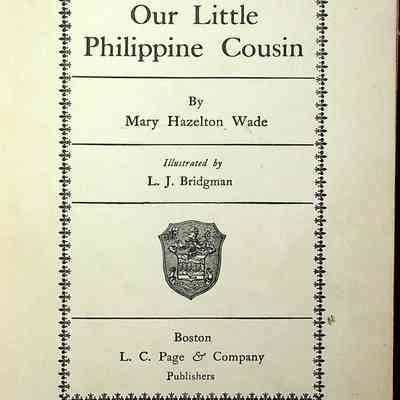 Our Little
Philippine Cousin
By
Mary Hazelton Wade
Illustrated by
L. J. Bridgman
Boston
L. C. Page & Company
Publishers